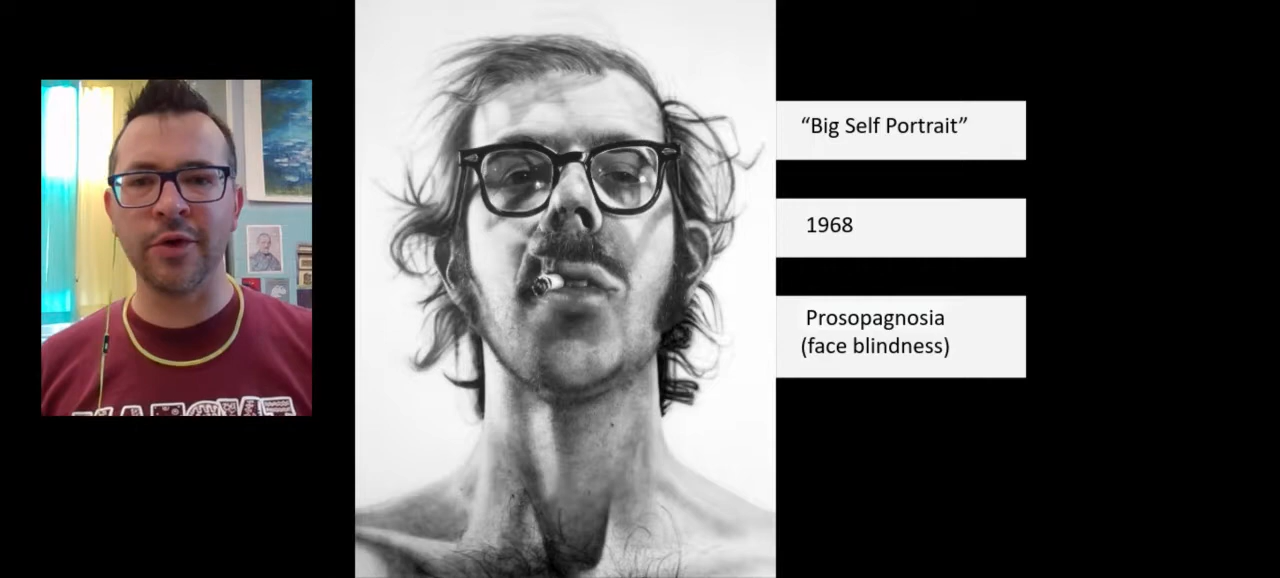 “Big Self Portrait”
1968
Prosopagnosia
(face blindness)